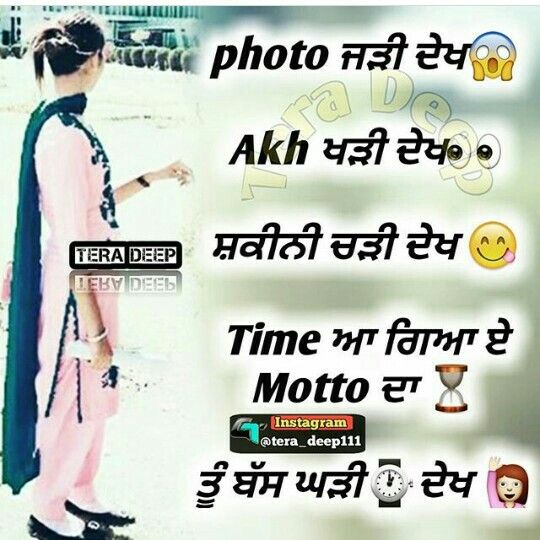 photo ਜੜੀ ਦੇਖ😱
Tera Deep
Akh ਖੜੀ ਦੇਖ👀
TERA DEEP
ਸ਼ਕੀਨੀ ਚੜੀ ਦੇਖ 😋
Time ਆ ਗਿਆ ਏ
Motto ਦਾ ⏳
Instagram
@tera_deep111
ਤੂੰ ਬੱਸ ਘੜੀ⌚ਦੇਖ 🙋